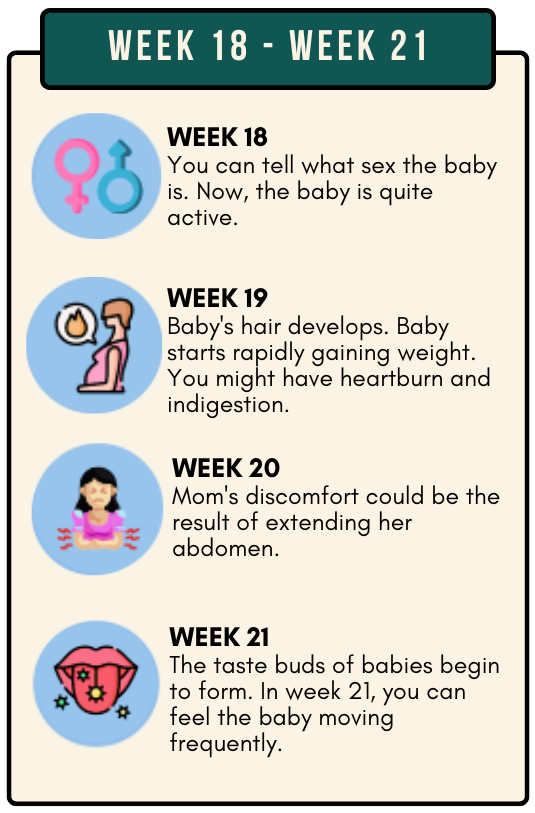 WEEK 18 - WEEK 21
WEEK 18
You can tell what sex the baby
is. Now, the baby is quite
active.
WEEK 19
Baby's hair develops. Baby
starts rapidly gaining weight.
You might have heartburn and
indigestion.
WEEK 20
Mom's discomfort could be the
result of extending her
abdomen.
WEEK 21
The taste buds of babies begin
to form. In week 21, you can
feel the baby moving
frequently.